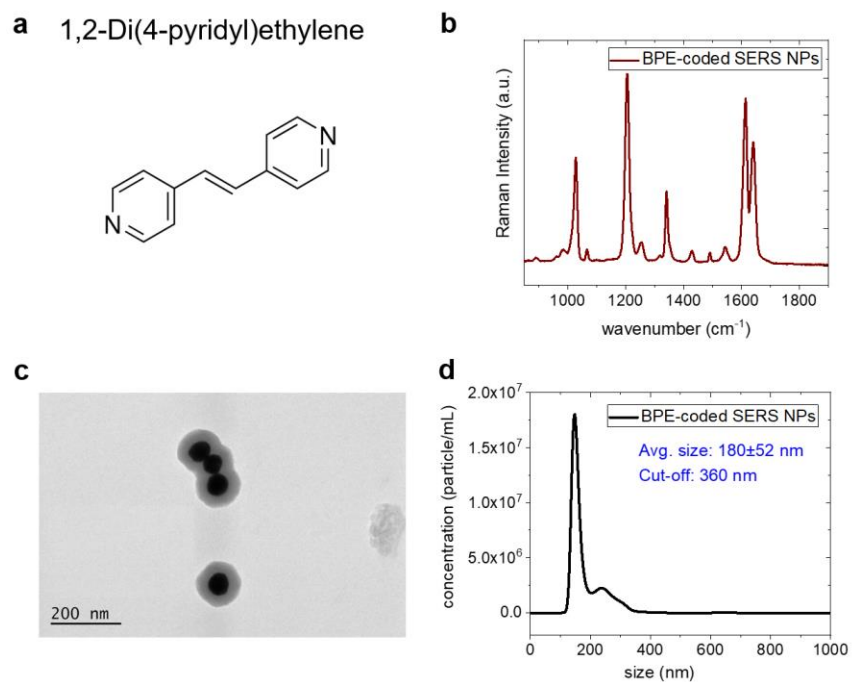 a 1,2-Di(4-pyridyl)ethylene
N
N
b
BPE-coded SERS NPs
Raman Intensity (a.u.)
1000 1200 1400 1600 1800
wavenumber (cm⁻¹)
c
200 nm
d
BPE-coded SERS NPs
Avg. size: 180±52 nm
Cut-off: 360 nm
concentration (particle/mL)
2.0x10⁷
1.5x10⁷
1.0x10⁷
5.0x10⁶
0.0
0 200 400 600 800 1000
size (nm)